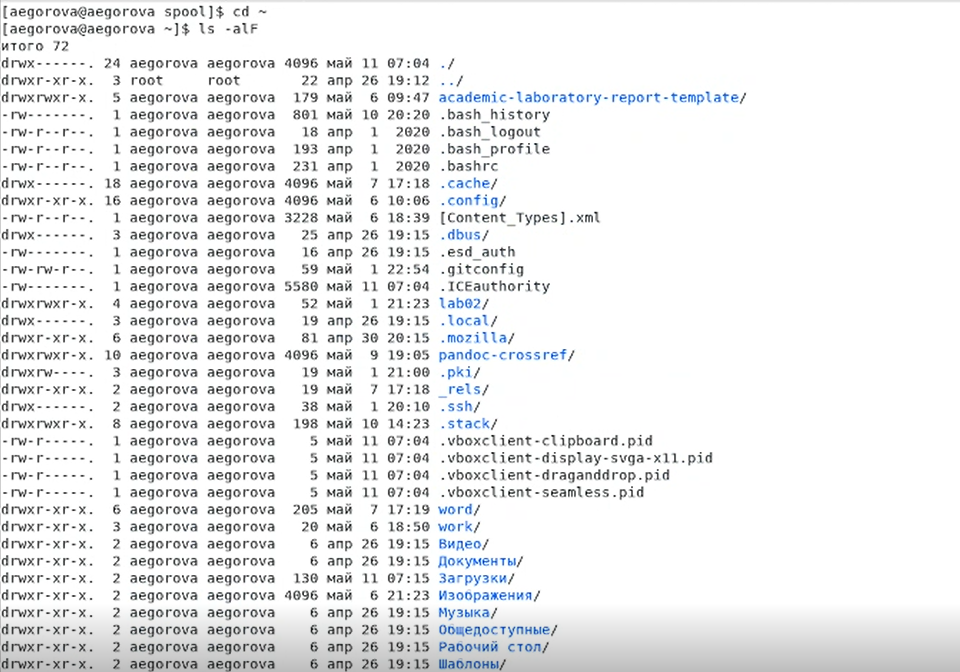 [aegorova@aegorova spool]$ cd ~
[aegorova@aegorova ~]$ ls -alF
итого 72
drwx------. 24 aegorova aegorova 4096 май 11 07:04 ./
drwxr-xr-x.  3 root     root       22 апр 26 19:12 ../
drwxrwxr-x.  5 aegorova aegorova  179 май  6 09:47 academic-laboratory-report-template/
-rw-------.  1 aegorova aegorova  801 май 10 20:20 .bash_history
-rw-r--r--.  1 aegorova aegorova   18 апр  1  2020 .bash_logout
-rw-r--r--.  1 aegorova aegorova  193 апр  1  2020 .bash_profile
-rw-r--r--.  1 aegorova aegorova  231 апр  1  2020 .bashrc
drwx------. 18 aegorova aegorova 4096 май  7 17:18 .cache/
drwxr-xr-x. 16 aegorova aegorova 4096 май  6 10:06 .config/
-rw-r--r--.  1 aegorova aegorova 3228 май  6 18:39 [Content_Types].xml
drwx------.  3 aegorova aegorova   25 апр 26 19:15 .dbus/
-rw-------.  1 aegorova aegorova   16 апр 26 19:15 .esd_auth
-rw-rw-r--.  1 aegorova aegorova   59 май  1 22:54 .gitconfig
-rw-------.  1 aegorova aegorova 5580 май 11 07:04 .ICEauthority
drwxrwxr-x.  4 aegorova aegorova   52 май  1 21:23 lab02/
drwx------.  3 aegorova aegorova   19 апр 26 19:15 .local/
drwxr-xr-x.  6 aegorova aegorova   81 апр 30 20:15 .mozilla/
drwxrwxr-x. 10 aegorova aegorova 4096 май  9 19:05 pandoc-crossref/
drwxrw----.  3 aegorova aegorova   19 май  1 21:00 .pki/
drwxr-xr-x.  2 aegorova aegorova   19 май  7 17:18 _rels/
drwx------.  2 aegorova aegorova   38 май  1 20:10 .ssh/
drwxrwxr-x.  8 aegorova aegorova  198 май 10 14:23 .stack/
-rw-r-----.  1 aegorova aegorova    5 май 11 07:04 .vboxclient-clipboard.pid
-rw-r-----.  1 aegorova aegorova    5 май 11 07:04 .vboxclient-display-svga-x11.pid
-rw-r-----.  1 aegorova aegorova    5 май 11 07:04 .vboxclient-draganddrop.pid
-rw-r-----.  1 aegorova aegorova    5 май 11 07:04 .vboxclient-seamless.pid
drwxr-xr-x.  6 aegorova aegorova  205 май  7 17:19 word/
drwxr-xr-x.  3 aegorova aegorova   20 май  6 18:50 work/
drwxr-xr-x.  2 aegorova aegorova    6 апр 26 19:15 Видео/
drwxr-xr-x.  2 aegorova aegorova    6 апр 26 19:15 Документы/
drwxr-xr-x.  2 aegorova aegorova  130 май 11 07:15 Загрузки/
drwxr-xr-x.  2 aegorova aegorova 4096 май  6 21:23 Изображения/
drwxr-xr-x.  2 aegorova aegorova    6 апр 26 19:15 Музыка/
drwxr-xr-x.  2 aegorova aegorova    6 апр 26 19:15 Общедоступные/
drwxr-xr-x.  2 aegorova aegorova    6 апр 26 19:15 Рабочий стол/
drwxr-xr-x.  2 aegorova aegorova    6 апр 26 19:15 Шаблоны/